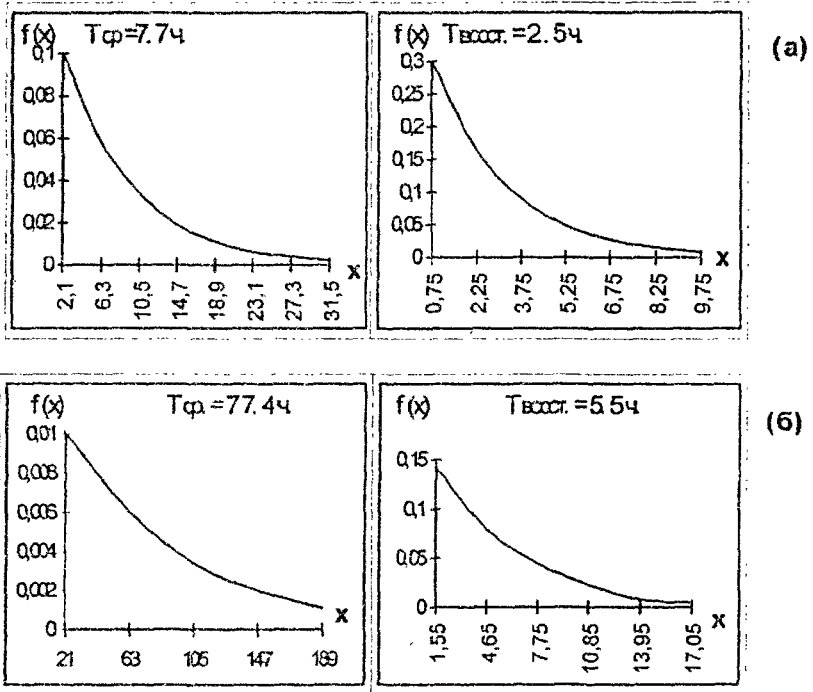 f(x) Тср=7.7ч
0,1
0,08
0,06
0,04
0,02
0
2,1 6,3 10,5 14,7 18,9 23,1 27,3 31,5
x
f(x) Твосст.=2.5ч
0,3
0,25
0,2
0,15
0,1
0,05
0
0,75 2,25 3,75 5,25 6,75 8,25 9,75
x
(а)
f(x) Тср.=77.4ч
0,01
0,008
0,006
0,004
0,002
0
21 63 105 147 189
x
f(x) Твосст.=5.5ч
0,15
0,1
0,05
0
1,55 4,65 7,75 10,85 13,95 17,05
x
(б)